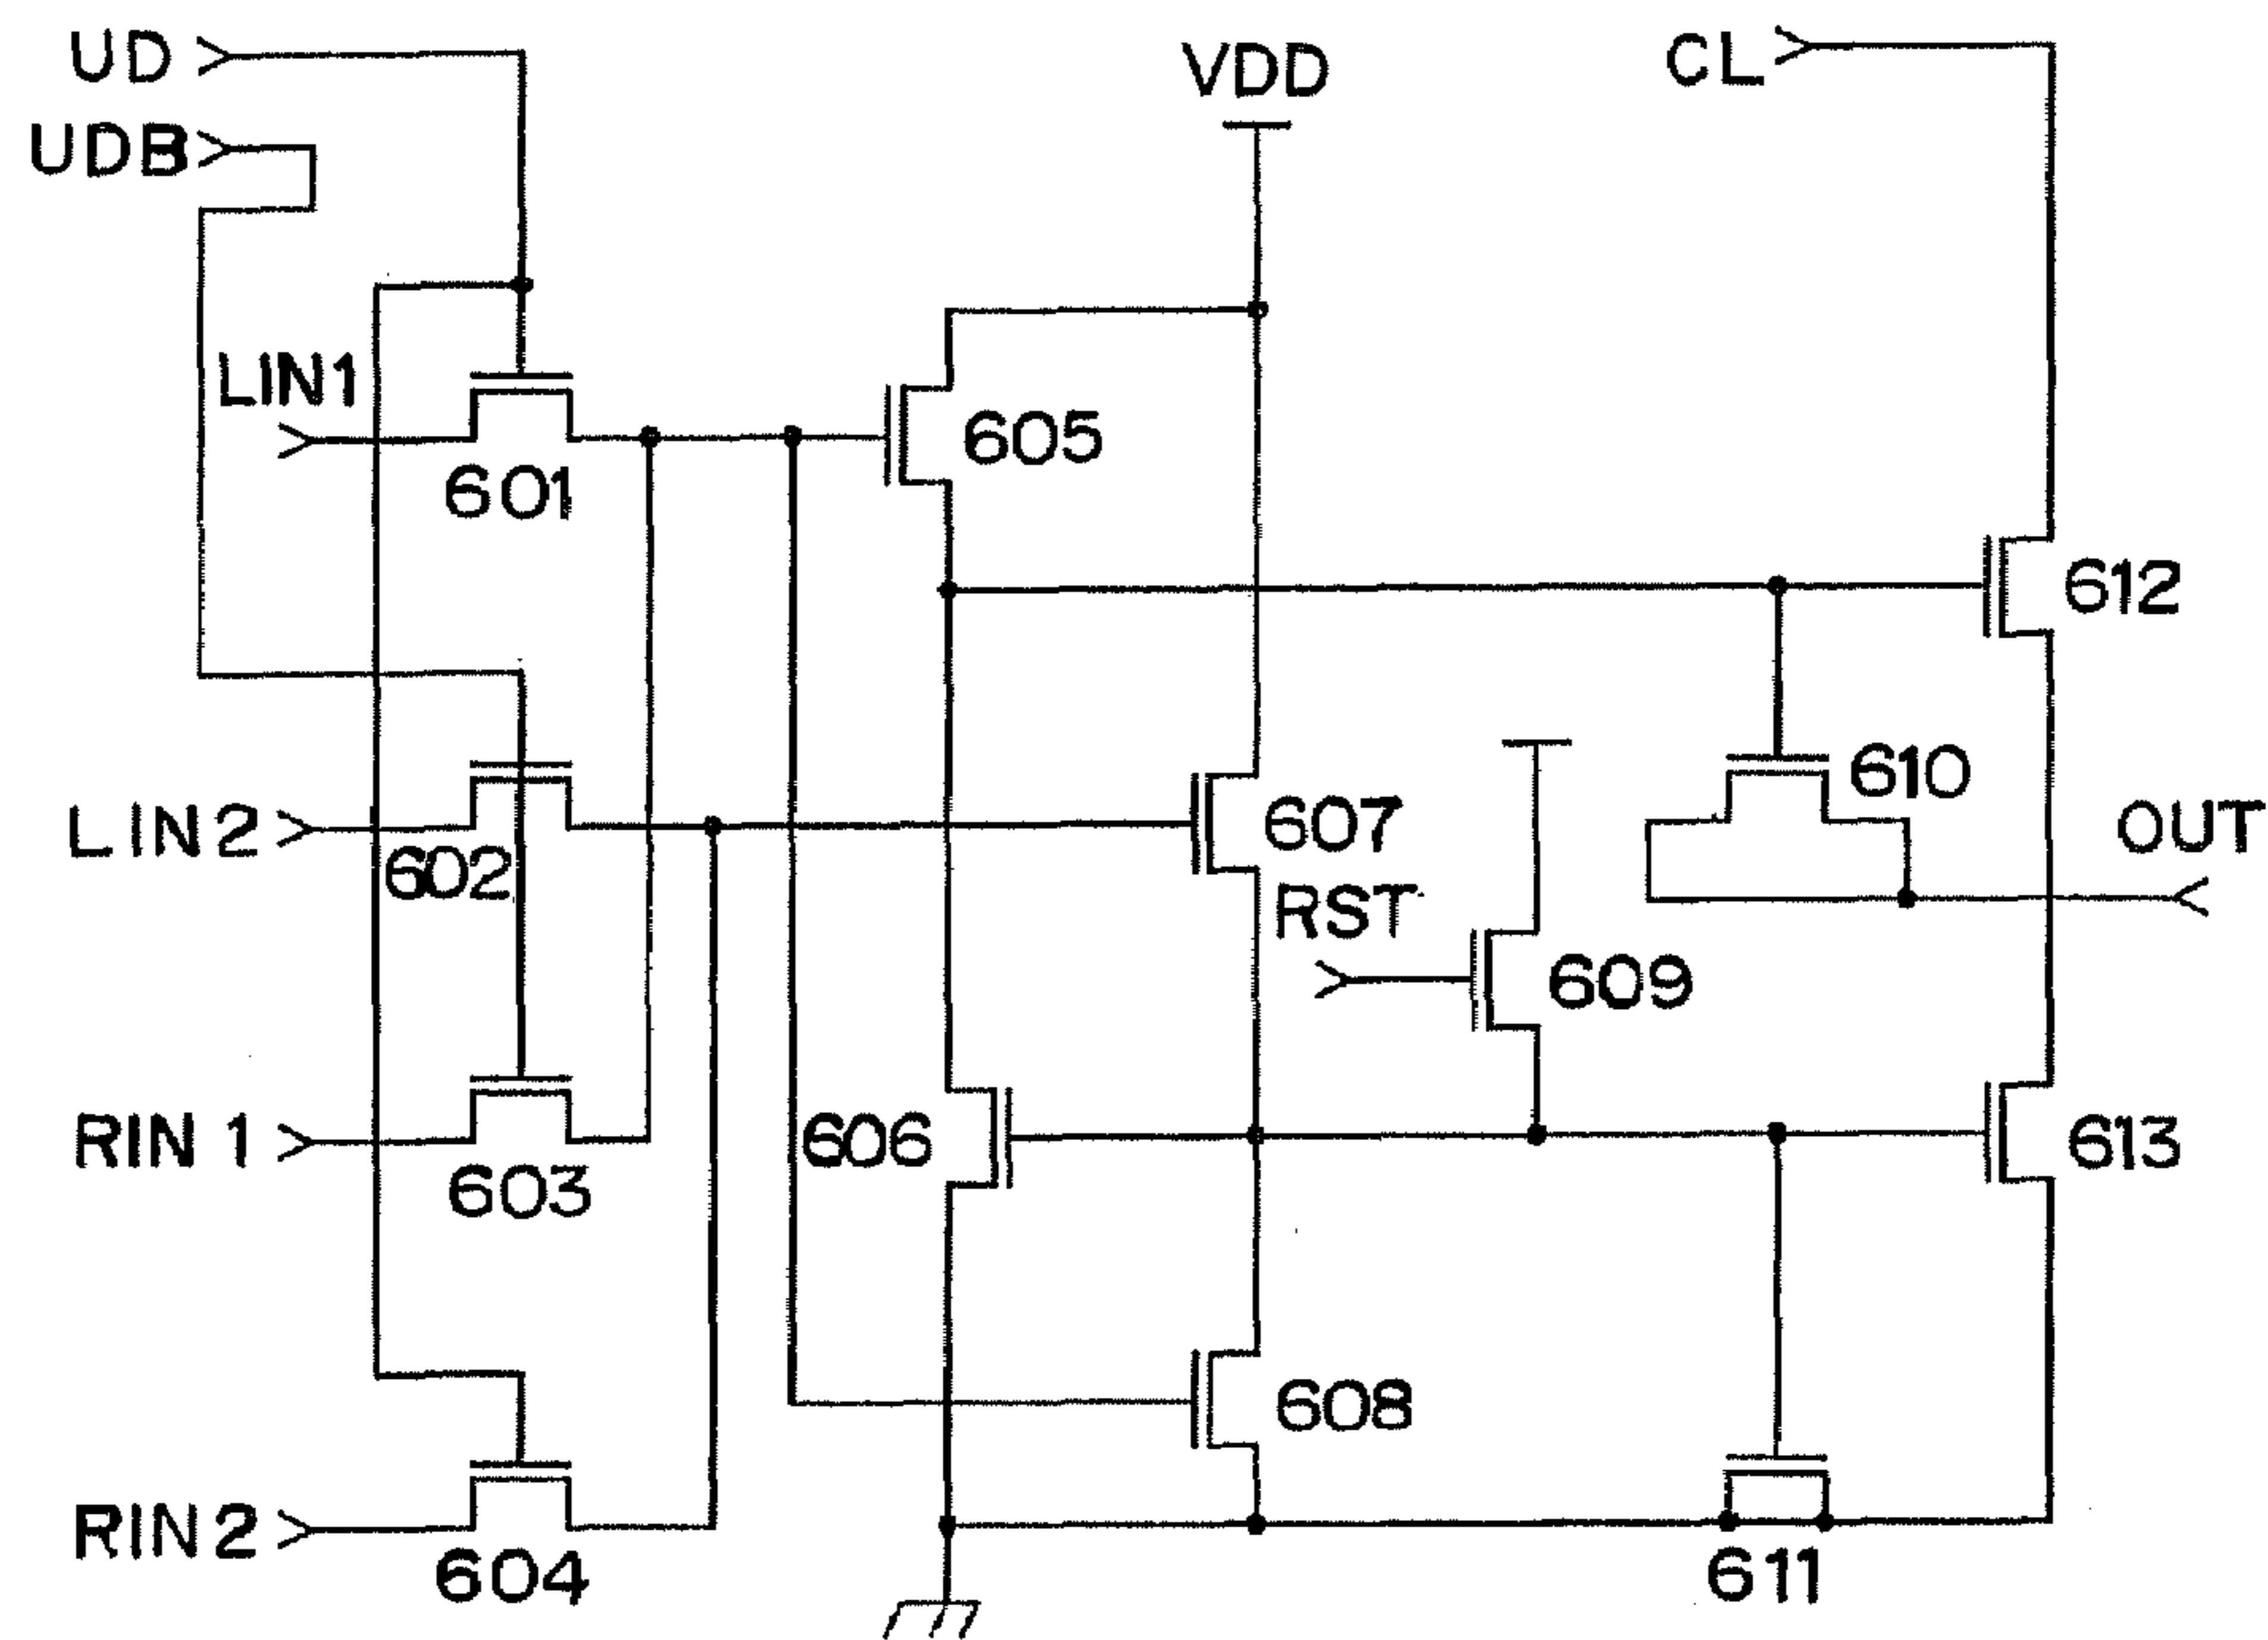 UD
VDD
CL
UDB
LIN1
605
601
612
610
LIN2
607
OUT
602
RST
609
RIN 1
606
613
603
608
RIN2
604
611